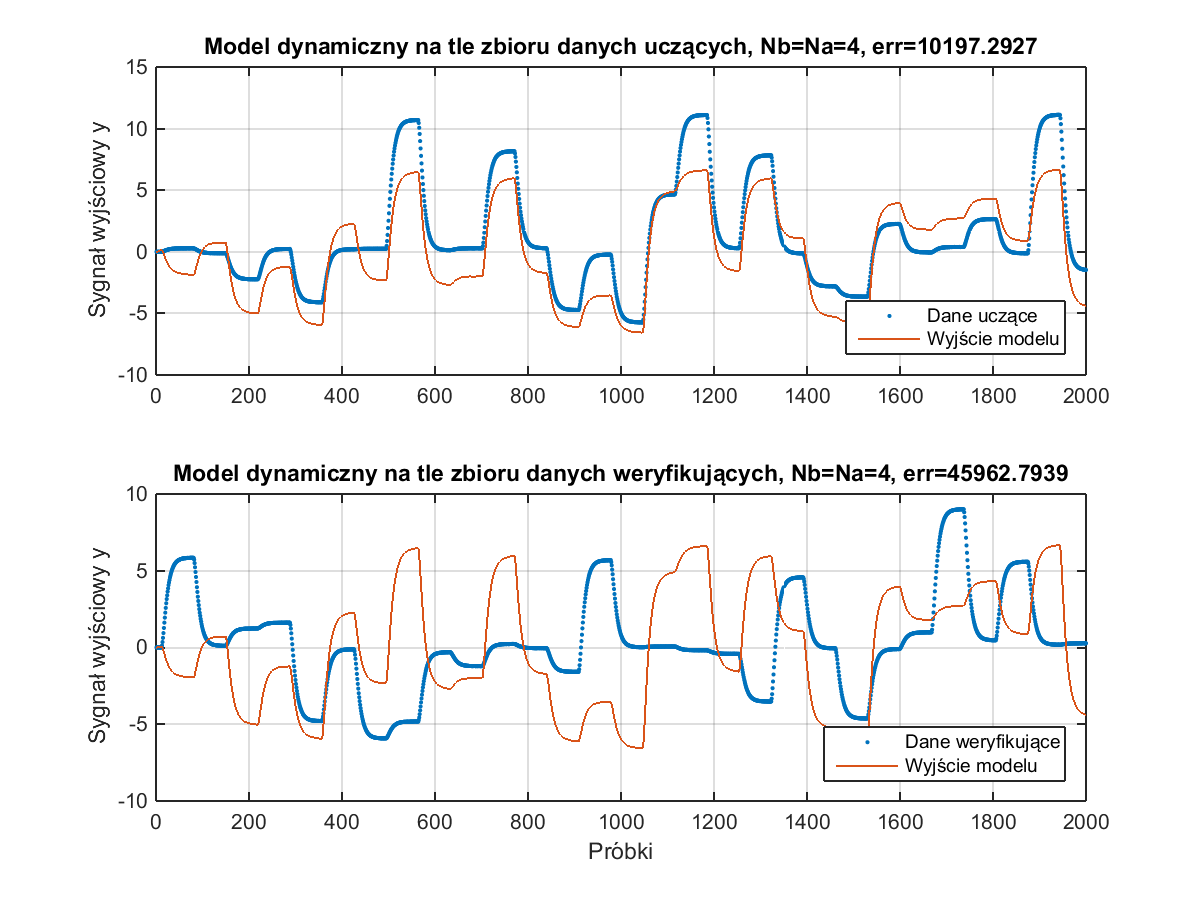 Model dynamiczny na tle zbioru danych uczących, Nb=Na=4, err=10197.2927
15
10
5
0
-5
-10
Sygnał wyjściowy y
Dane uczące
Wyjście modelu
0 200 400 600 800 1000 1200 1400 1600 1800 2000
Model dynamiczny na tle zbioru danych weryfikujących, Nb=Na=4, err=45962.7939
10
5
0
-5
-10
Sygnał wyjściowy y
Dane weryfikujące
Wyjście modelu
0 200 400 600 800 1000 1200 1400 1600 1800 2000
Próbki